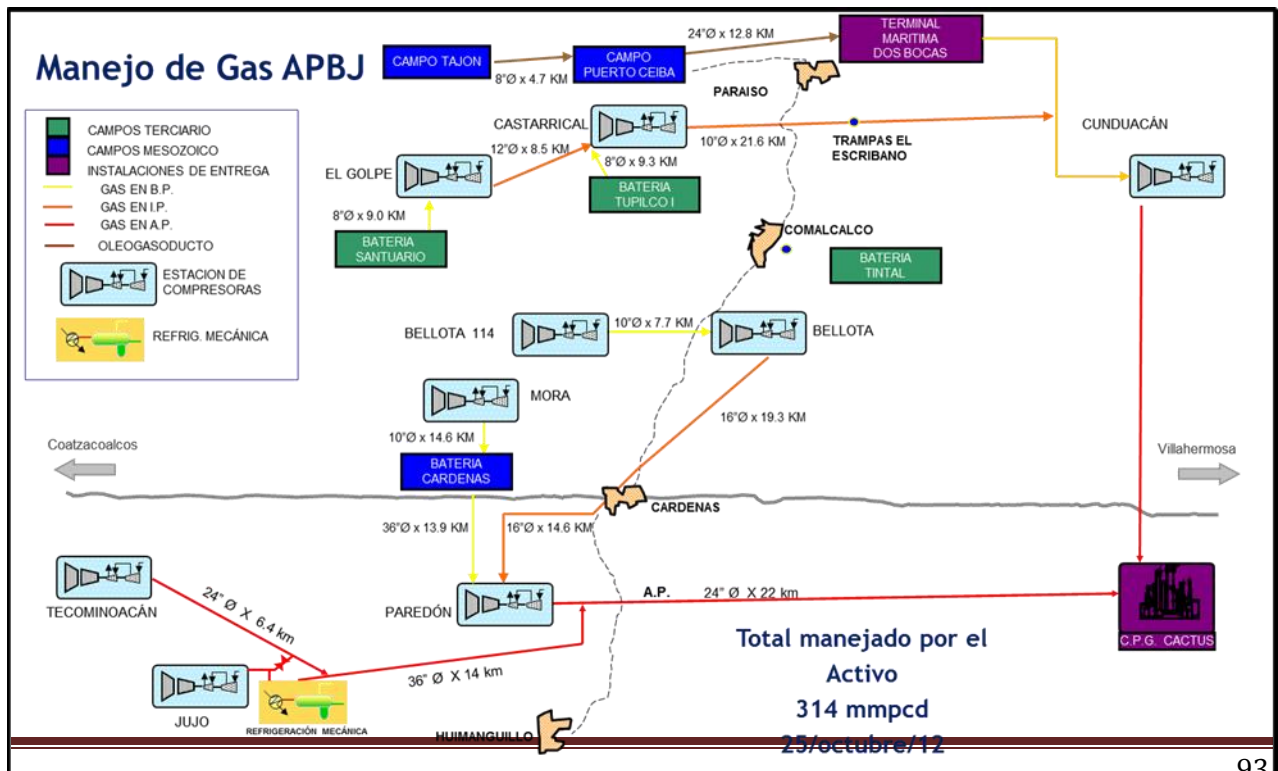 Manejo de Gas APBJ
CAMPO TAJON
8"Ø x 4.7 KM
CAMPO
PUERTO CEIBA
24"Ø x 12.8 KM
TERMINAL
MARITIMA
DOS BOCAS
PARAISO
CAMPOS TERCIARIO
CAMPOS MESOZOICO
INSTALACIONES DE ENTREGA
GAS EN B.P.
GAS EN I.P.
GAS EN A.P.
OLEOGASODUCTO
ESTACION DE
COMPRESORAS
REFRIG. MECÁNICA
CASTARRICAL
12"Ø x 8.5 KM
10"Ø x 21.6 KM
TRAMPAS EL
ESCRIBANO
CUNDUACÁN
EL GOLPE
8"Ø x 9.3 KM
BATERIA
TUPILCO I
8"Ø x 9.0 KM
BATERIA
SANTUARIO
COMALCALCO
BATERIA
TINTAL
BELLOTA 114
10"Ø x 7.7 KM
BELLOTA
MORA
16"Ø x 19.3 KM
10"Ø x 14.6 KM
BATERIA
CARDENAS
Coatzacoalcos
Villahermosa
CARDENAS
36"Ø x 13.9 KM
16"Ø x 14.6 KM
TECOMINOACÁN
24" Ø X 6.4 km
PAREDÓN
A.P. 24" Ø X 22 km
C.P.G. CACTUS
36" Ø X 14 km
JUJO
REFRIGERACIÓN MECÁNICA
HUIMANGUILLO
Total manejado por el
Activo
314 mmpcd
25/octubre/12
93